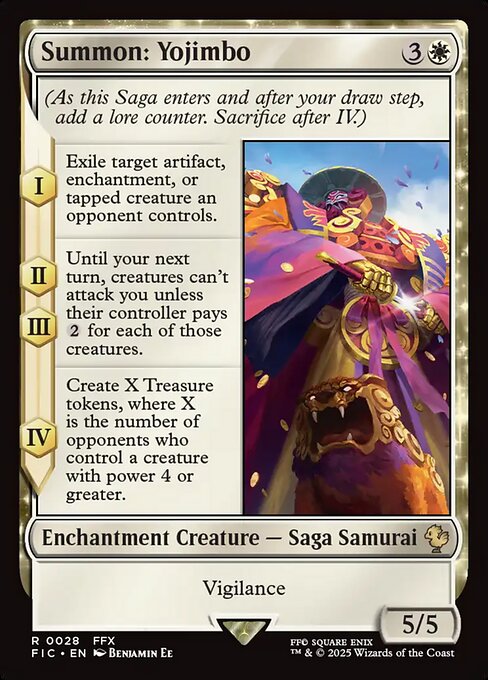 Summon: Yojimbo 3
(As this Saga enters and after your draw step,
add a lore counter. Sacrifice after IV.)
I
Exile target artifact,
enchantment, or
tapped creature an
opponent controls.
II
III
Until your next
turn, creatures can't
attack you unless
their controller pays
2 for each of those
creatures.
IV
Create X Treasure
tokens, where X
is the number of
opponents who
control a creature
with power 4 or
greater.
Enchantment Creature — Saga Samurai
Vigilance
5/5
R 0028 FFX
FIC • EN Benjamin Ee
FF© SQUARE ENIX
™ & © 2025 Wizards of the Coast